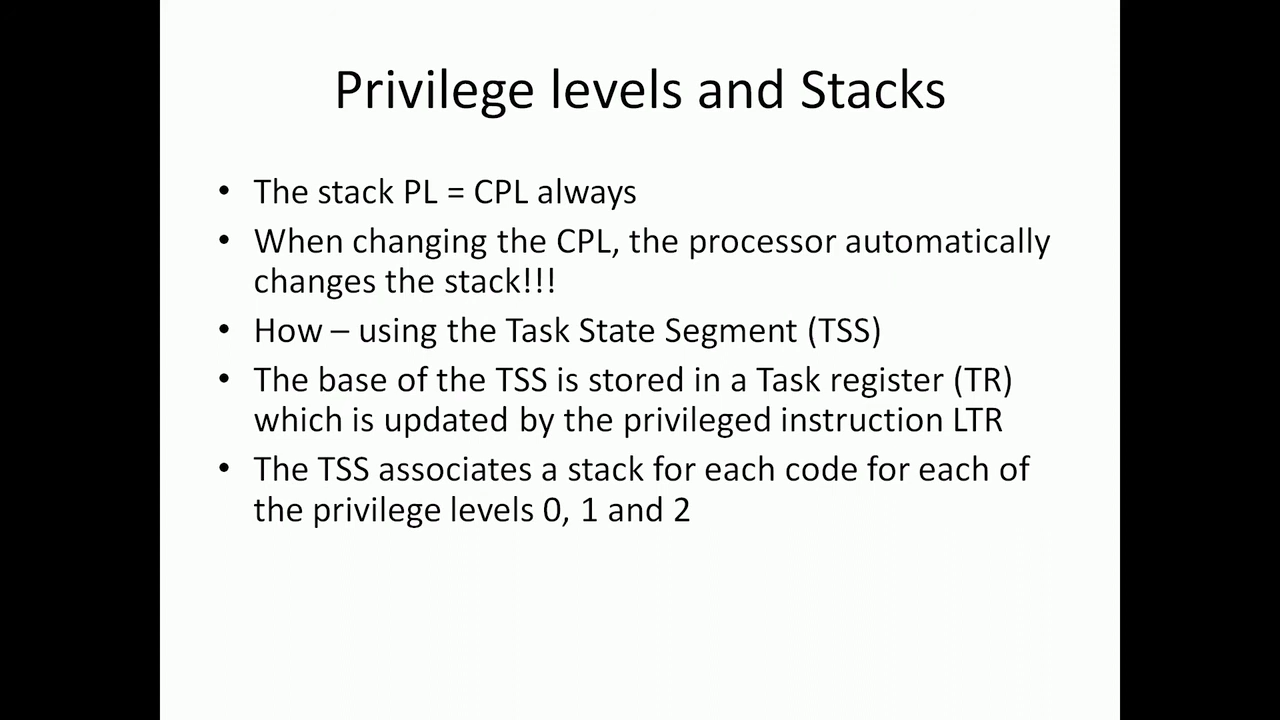 Privilege levels and Stacks
• The stack PL = CPL always
• When changing the CPL, the processor automatically
changes the stack!!!
• How – using the Task State Segment (TSS)
• The base of the TSS is stored in a Task register (TR)
which is updated by the privileged instruction LTR
• The TSS associates a stack for each code for each of
the privilege levels 0, 1 and 2